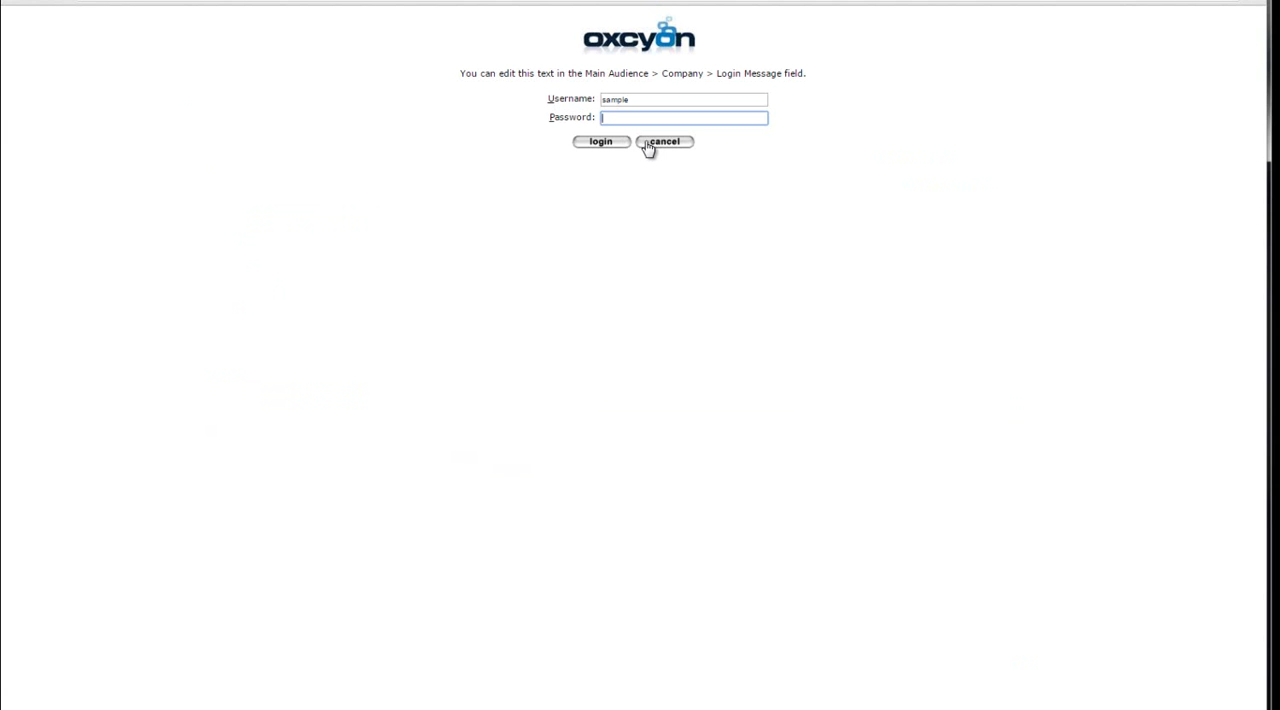 oxcyon
You can edit this text in the Main Audience > Company > Login Message field.
Username: sample
Password:
login cancel